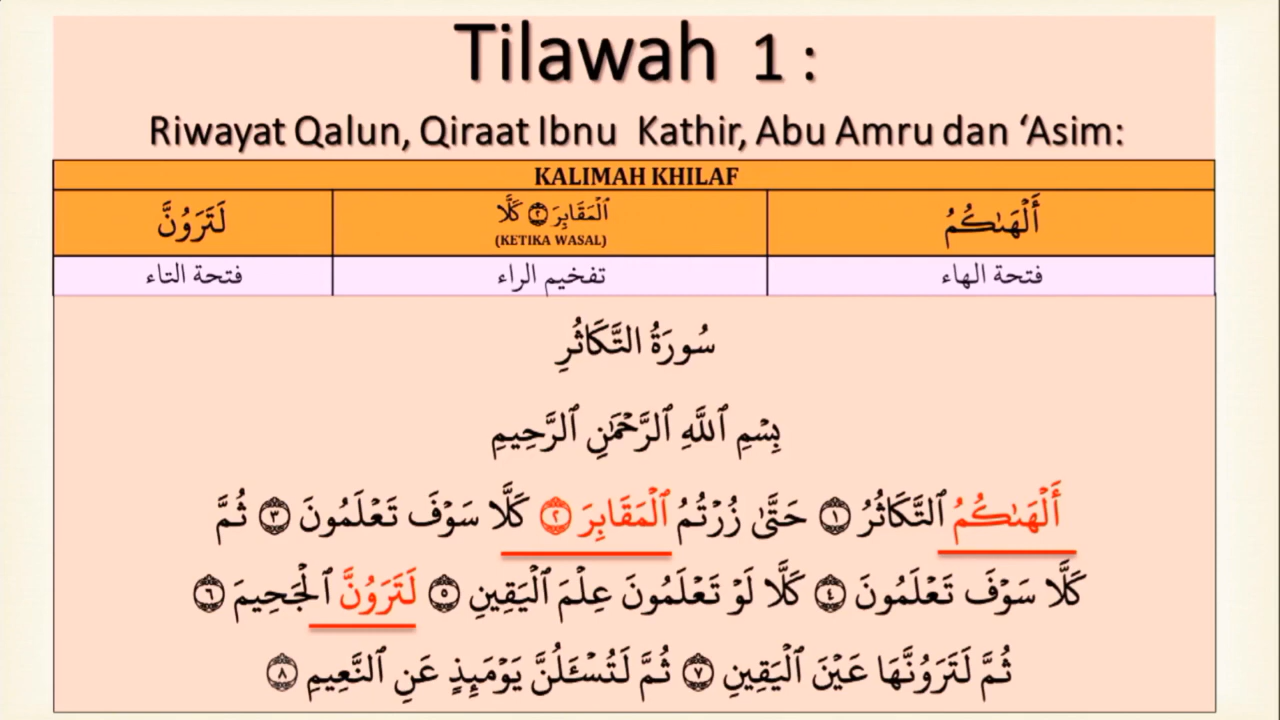 Tilawah 1 :
Riwayat Qalun, Qiraat Ibnu Kathir, Abu Amru dan ‘Asim:
KALIMAH KHILAF
أَلْهَىٰكُمُ
ٱلْمَقَابِرَ ٢ كَلَّا
(KETIKA WASAL)
لَتَرَوُنَّ
فتحة الهاء
تفخيم الراء
فتحة التاء
سُورَةُ التَّكَاثُرِ
بِسْمِ ٱللَّهِ ٱلرَّحْمَٰنِ ٱلرَّحِيمِ
أَلْهَىٰكُمُ ٱلتَّكَاثُرُ ١ حَتَّىٰ زُرْتُمُ ٱلْمَقَابِرَ ٢ كَلَّا سَوْفَ تَعْلَمُونَ ٣ ثُمَّ
كَلَّا سَوْفَ تَعْلَمُونَ ٤ كَلَّا لَوْ تَعْلَمُونَ عِلْمَ ٱلْيَقِينِ ٥ لَتَرَوُنَّ ٱلْجَحِيمَ ٦
ثُمَّ لَتَرَوُنَّهَا عَيْنَ ٱلْيَقِينِ ٧ ثُمَّ لَتُسْـَٔلُنَّ يَوْمَئِذٍ عَنِ ٱلنَّعِيمِ ٨